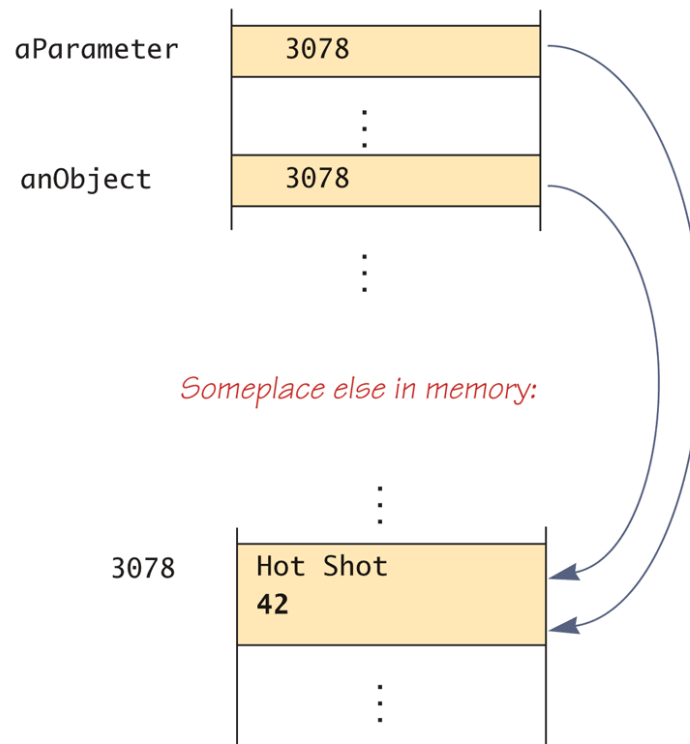 aParameter 3078
anObject 3078
Someplace else in memory:
3078 Hot Shot
42